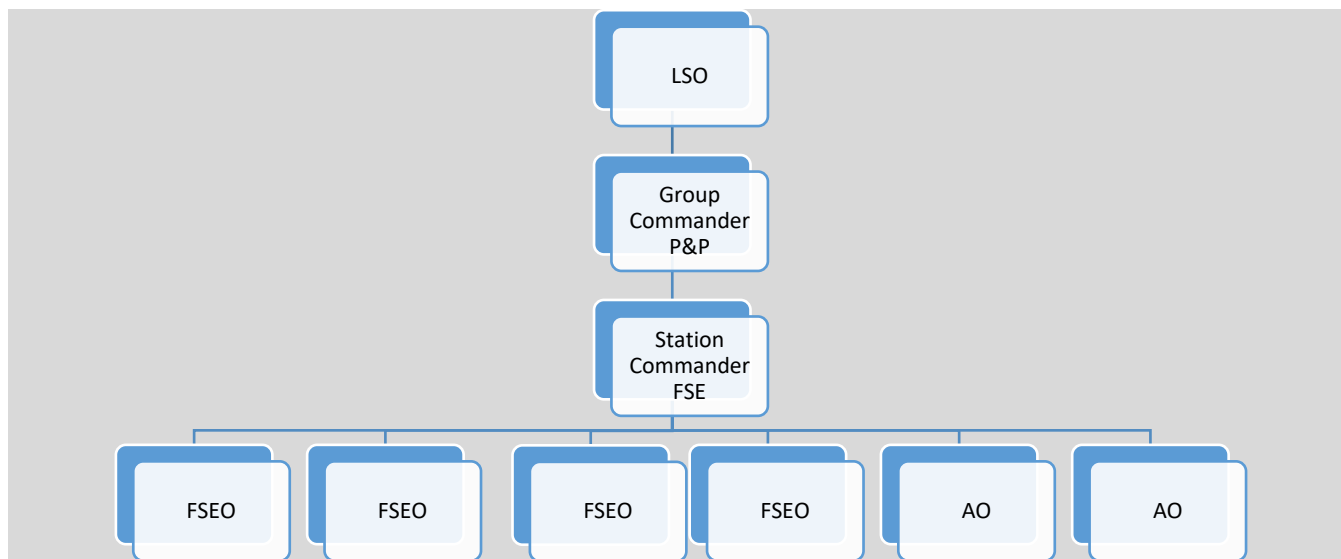 LSO
Group
Commander
P&P
Station
Commander
FSE
FSEO
FSEO
FSEO
FSEO
AO
AO